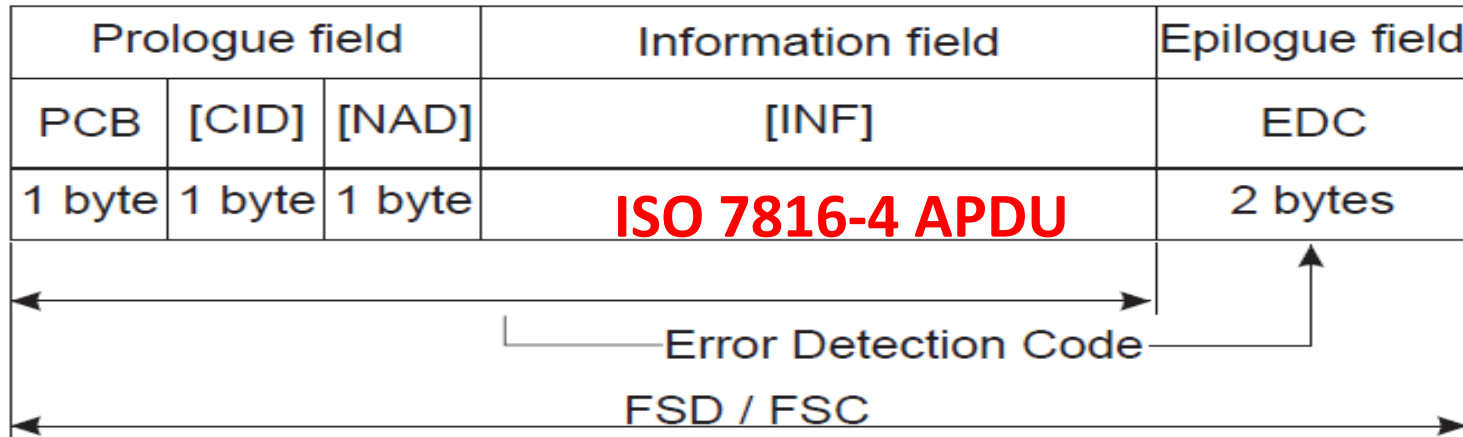 Prologue field Information field Epilogue field
PCB [CID] [NAD] [INF] EDC
1 byte 1 byte 1 byte ISO 7816-4 APDU 2 bytes
Error Detection Code
FSD / FSC